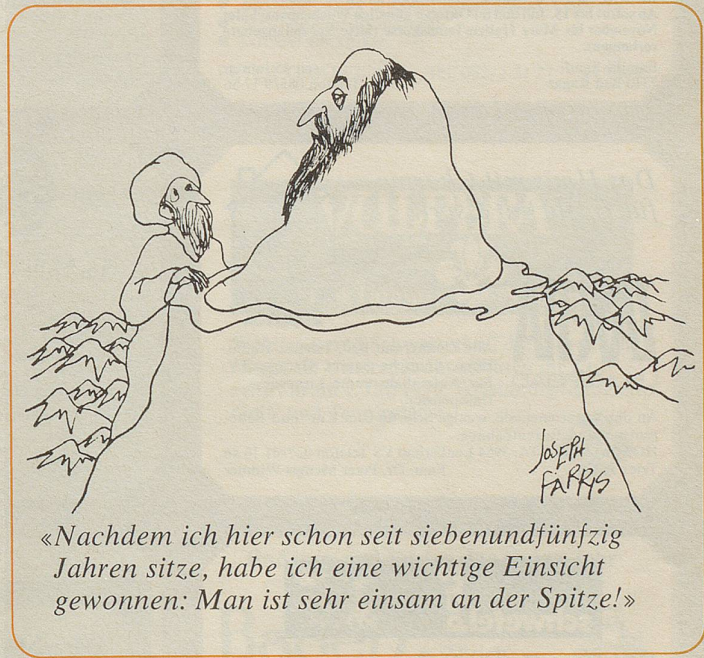 JOSEPH
FARRIS
«Nachdem ich hier schon seit siebenundfünfzig
Jahren sitze, habe ich eine wichtige Einsicht
gewonnen: Man ist sehr einsam an der Spitze!»